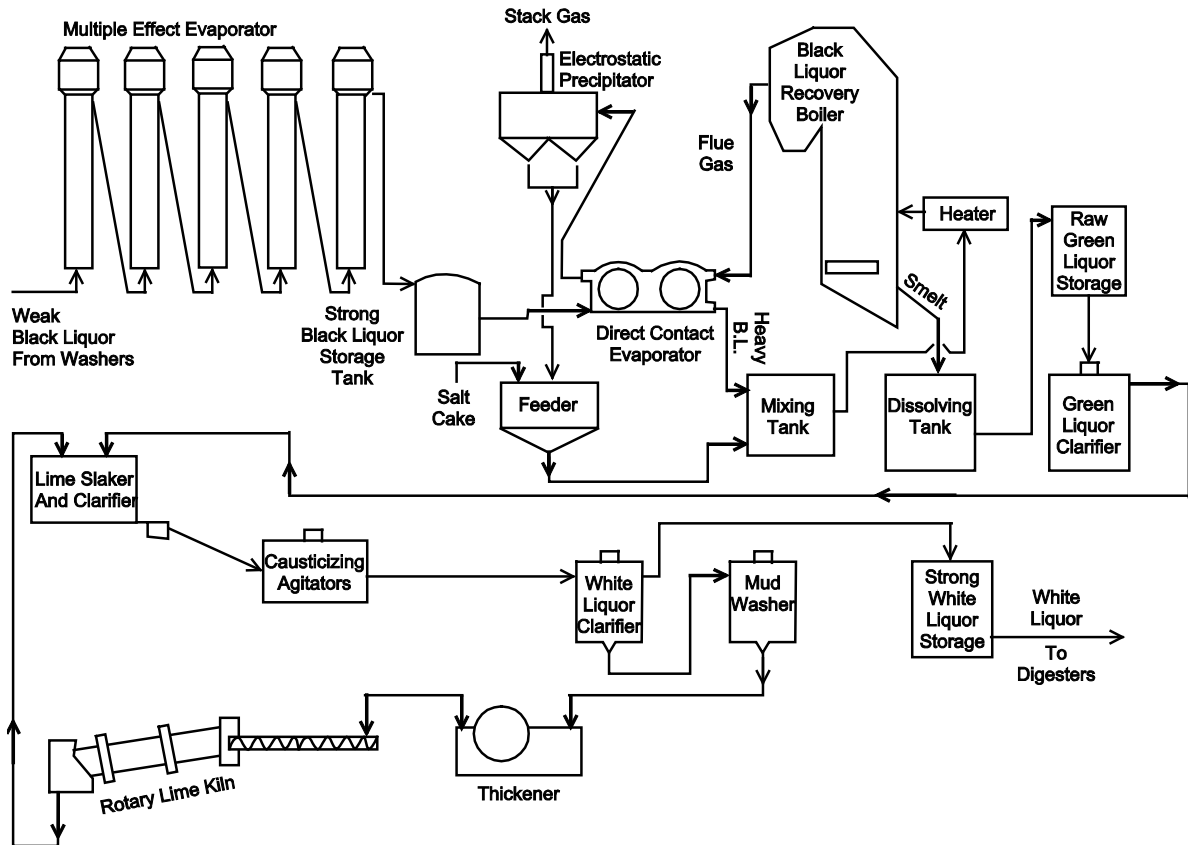 Multiple Effect Evaporator
Stack Gas
Electrostatic
Precipitator
Black
Liquor
Recovery
Boiler
Flue
Gas
Heater
Raw
Green
Liquor
Storage
Smelt
Weak
Black Liquor
From Washers
Strong
Black Liquor
Storage
Tank
Direct Contact
Evaporator
Heavy
B.L.
Salt
Cake
Feeder
Mixing
Tank
Dissolving
Tank
Green
Liquor
Clarifier
Lime Slaker
And Clarifier
Causticizing
Agitators
White
Liquor
Clarifier
Mud
Washer
Strong
White
Liquor
Storage
White
Liquor
To
Digesters
Rotary Lime Kiln
Thickener